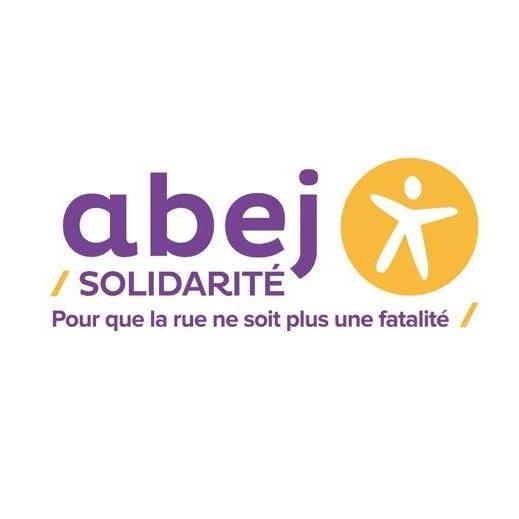 abej
/ SOLIDARITÉ
Pour que la rue ne soit plus une fatalité /